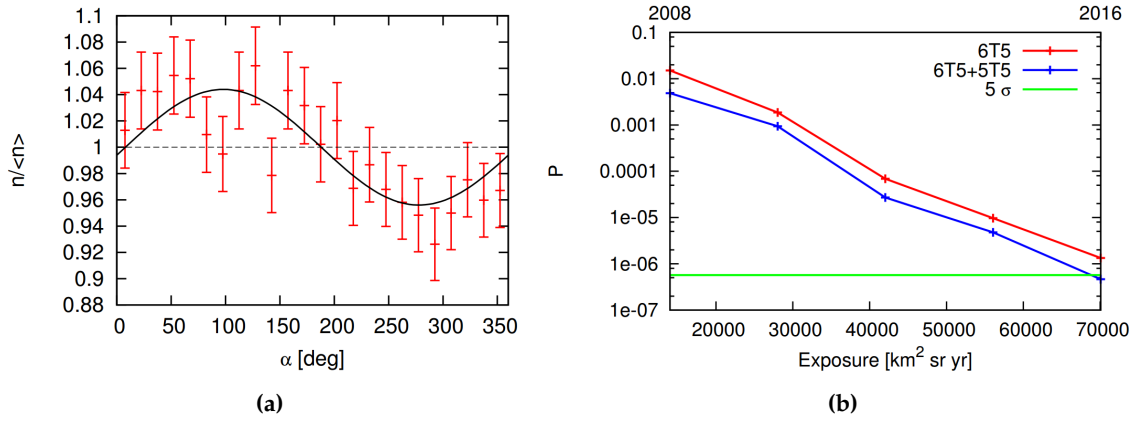 1.1
1.08
1.06
1.04
1.02
1
0.98
0.96
0.94
0.92
0.9
0.88
n/<n>
0 50 100 150 200 250 300 350
α [deg]
(a)
2008 2016
0.1
0.01
0.001
0.0001
1e-05
1e-06
1e-07
P
6T5
6T5+5T5
5 σ
20000 30000 40000 50000 60000 70000
Exposure [km² sr yr]
(b)